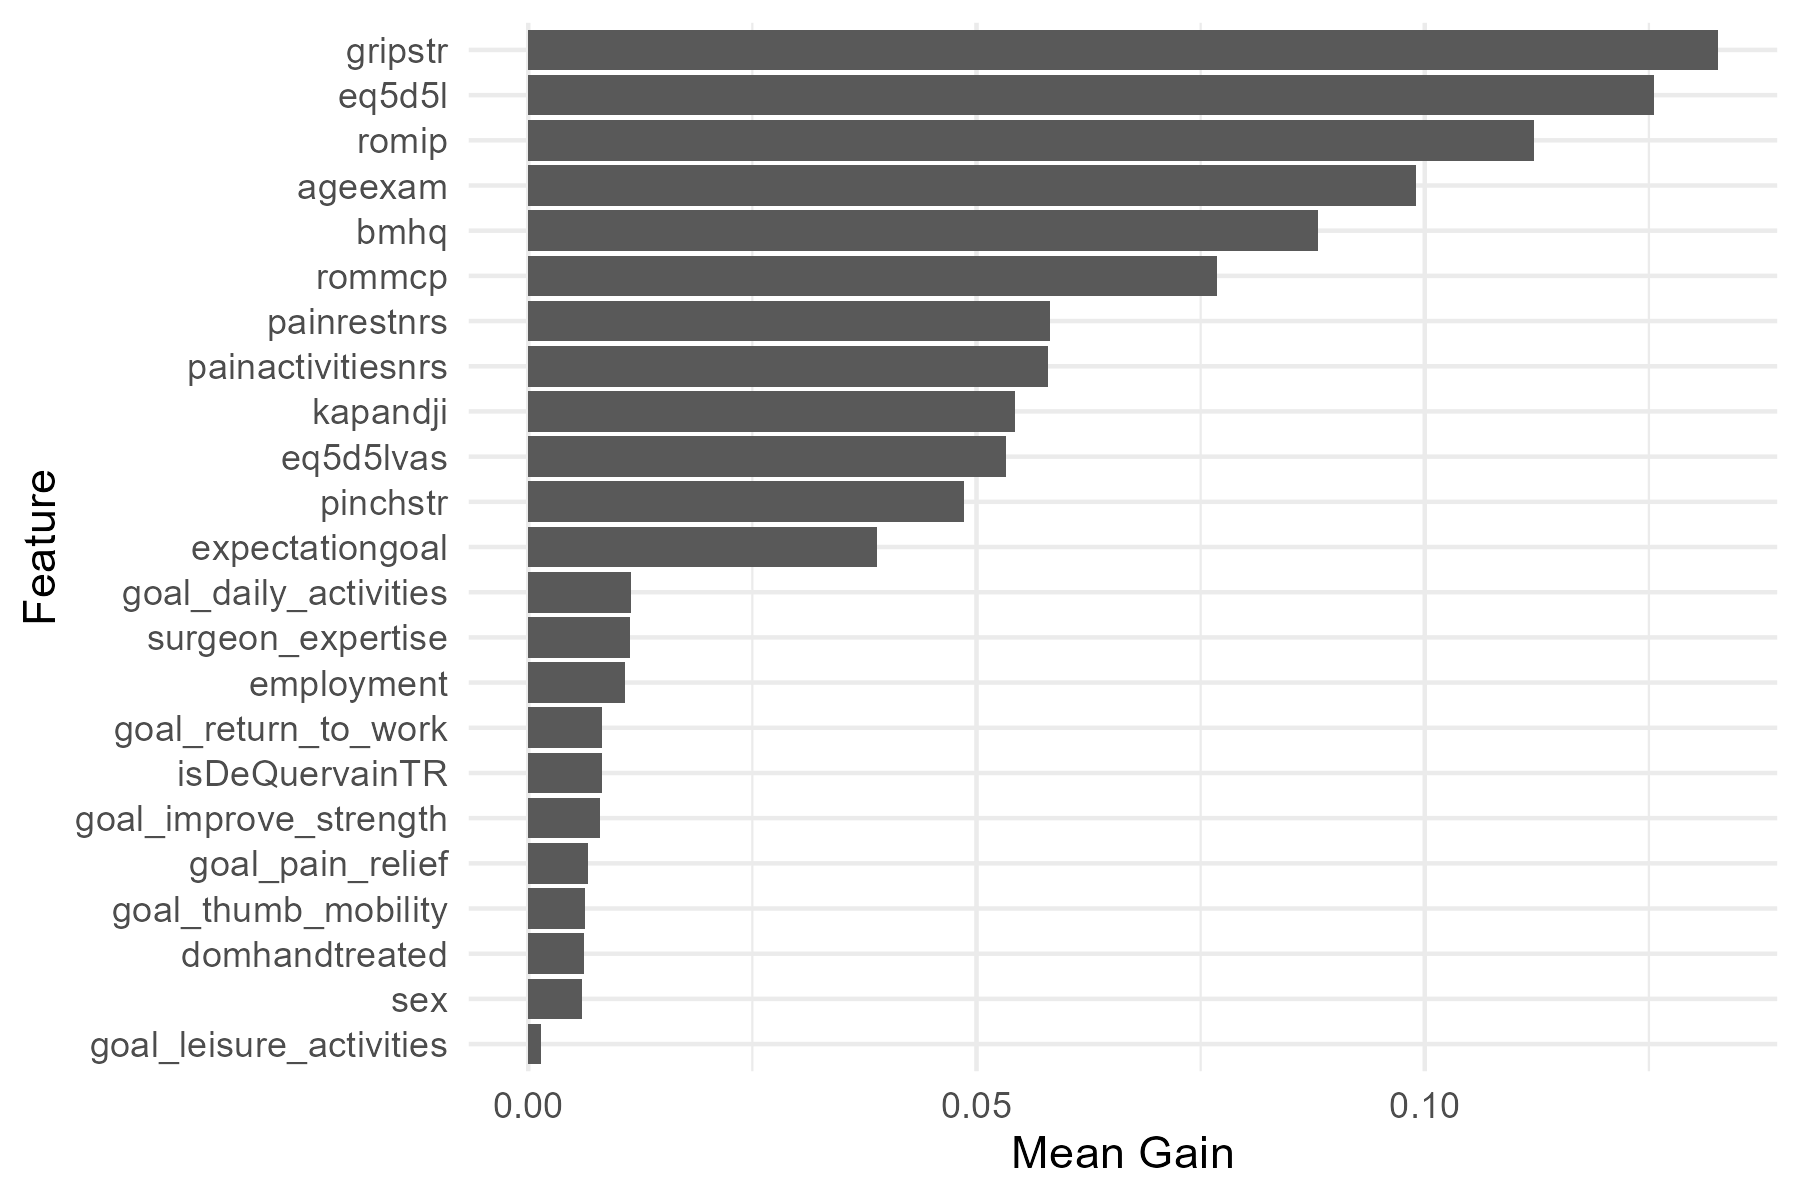 gripstr
eq5d5l
romip
ageexam
bmhq
rommcp
painrestnrs
painactivitiesnrs
kapandji
eq5d5lvas
pinchstr
expectationgoal
goal_daily_activities
surgeon_expertise
employment
goal_return_to_work
isDeQuervainTR
goal_improve_strength
goal_pain_relief
goal_thumb_mobility
domhandtreated
sex
goal_leisure_activities
Feature
0.00 0.05 0.10
Mean Gain